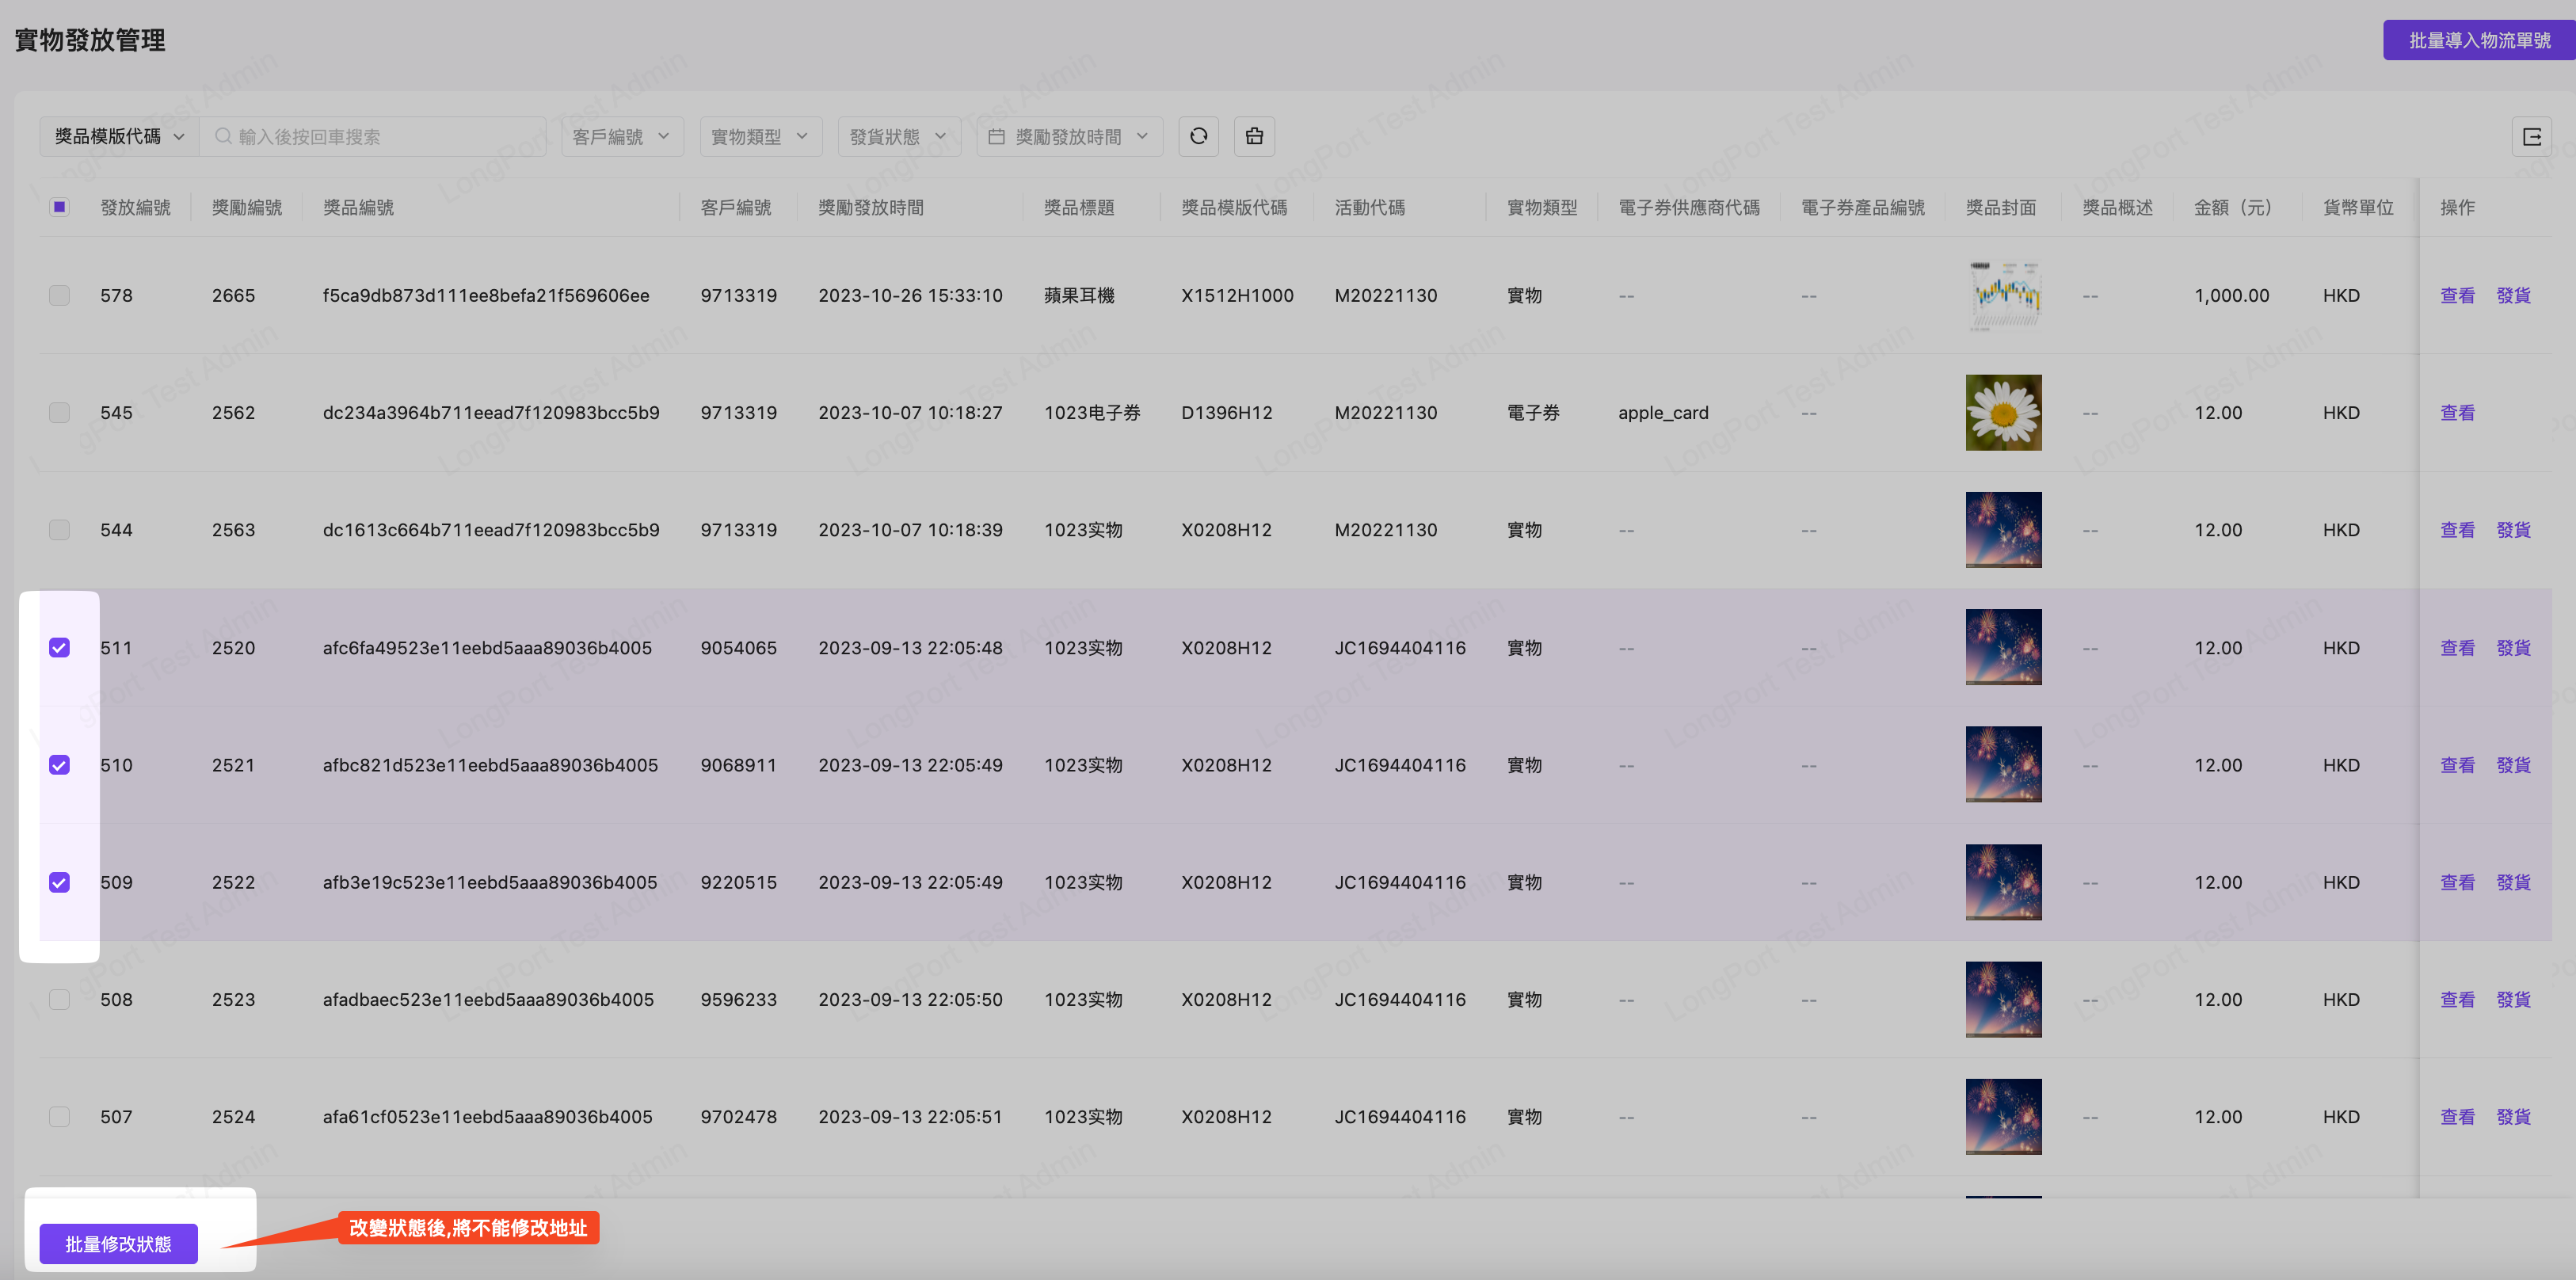 實物發放管理
批量導入物流單號
獎品模版代碼 輸入後按回車搜索 客戶編號 實物類型 發貨狀態 獎勵發放時間
發放編號 獎勵編號 獎品編號 客戶編號 獎勵發放時間 獎品標題 獎品模版代碼 活動代碼 實物類型 電子券供應商代碼 電子券產品編號 獎品封面 獎品概述 金額（元） 貨幣單位 操作
578 2665 f5ca9db873d111ee8befa21f569606ee 9713319 2023-10-26 15:33:10 蘋果耳機 X1512H1000 M20221130 實物 -- -- -- 1,000.00 HKD 查看 發貨
545 2562 dc234a3964b711eead7f120983bcc5b9 9713319 2023-10-07 10:18:27 1023电子券 D1396H12 M20221130 電子券 apple_card -- -- 12.00 HKD 查看
544 2563 dc1613c664b711eead7f120983bcc5b9 9713319 2023-10-07 10:18:39 1023实物 X0208H12 M20221130 實物 -- -- -- 12.00 HKD 查看 發貨
511 2520 afc6fa49523e11eebd5aaa89036b4005 9054065 2023-09-13 22:05:48 1023实物 X0208H12 JC1694404116 實物 -- -- -- 12.00 HKD 查看 發貨
510 2521 afbc821d523e11eebd5aaa89036b4005 9068911 2023-09-13 22:05:49 1023实物 X0208H12 JC1694404116 實物 -- -- -- 12.00 HKD 查看 發貨
509 2522 afb3e19c523e11eebd5aaa89036b4005 9220515 2023-09-13 22:05:49 1023实物 X0208H12 JC1694404116 實物 -- -- -- 12.00 HKD 查看 發貨
508 2523 afadbaec523e11eebd5aaa89036b4005 9596233 2023-09-13 22:05:50 1023实物 X0208H12 JC1694404116 實物 -- -- -- 12.00 HKD 查看 發貨
507 2524 afa61cf0523e11eebd5aaa89036b4005 9702478 2023-09-13 22:05:51 1023实物 X0208H12 JC1694404116 實物 -- -- -- 12.00 HKD 查看 發貨
改變狀態後,將不能修改地址
批量修改狀態
LongPort Test Admin